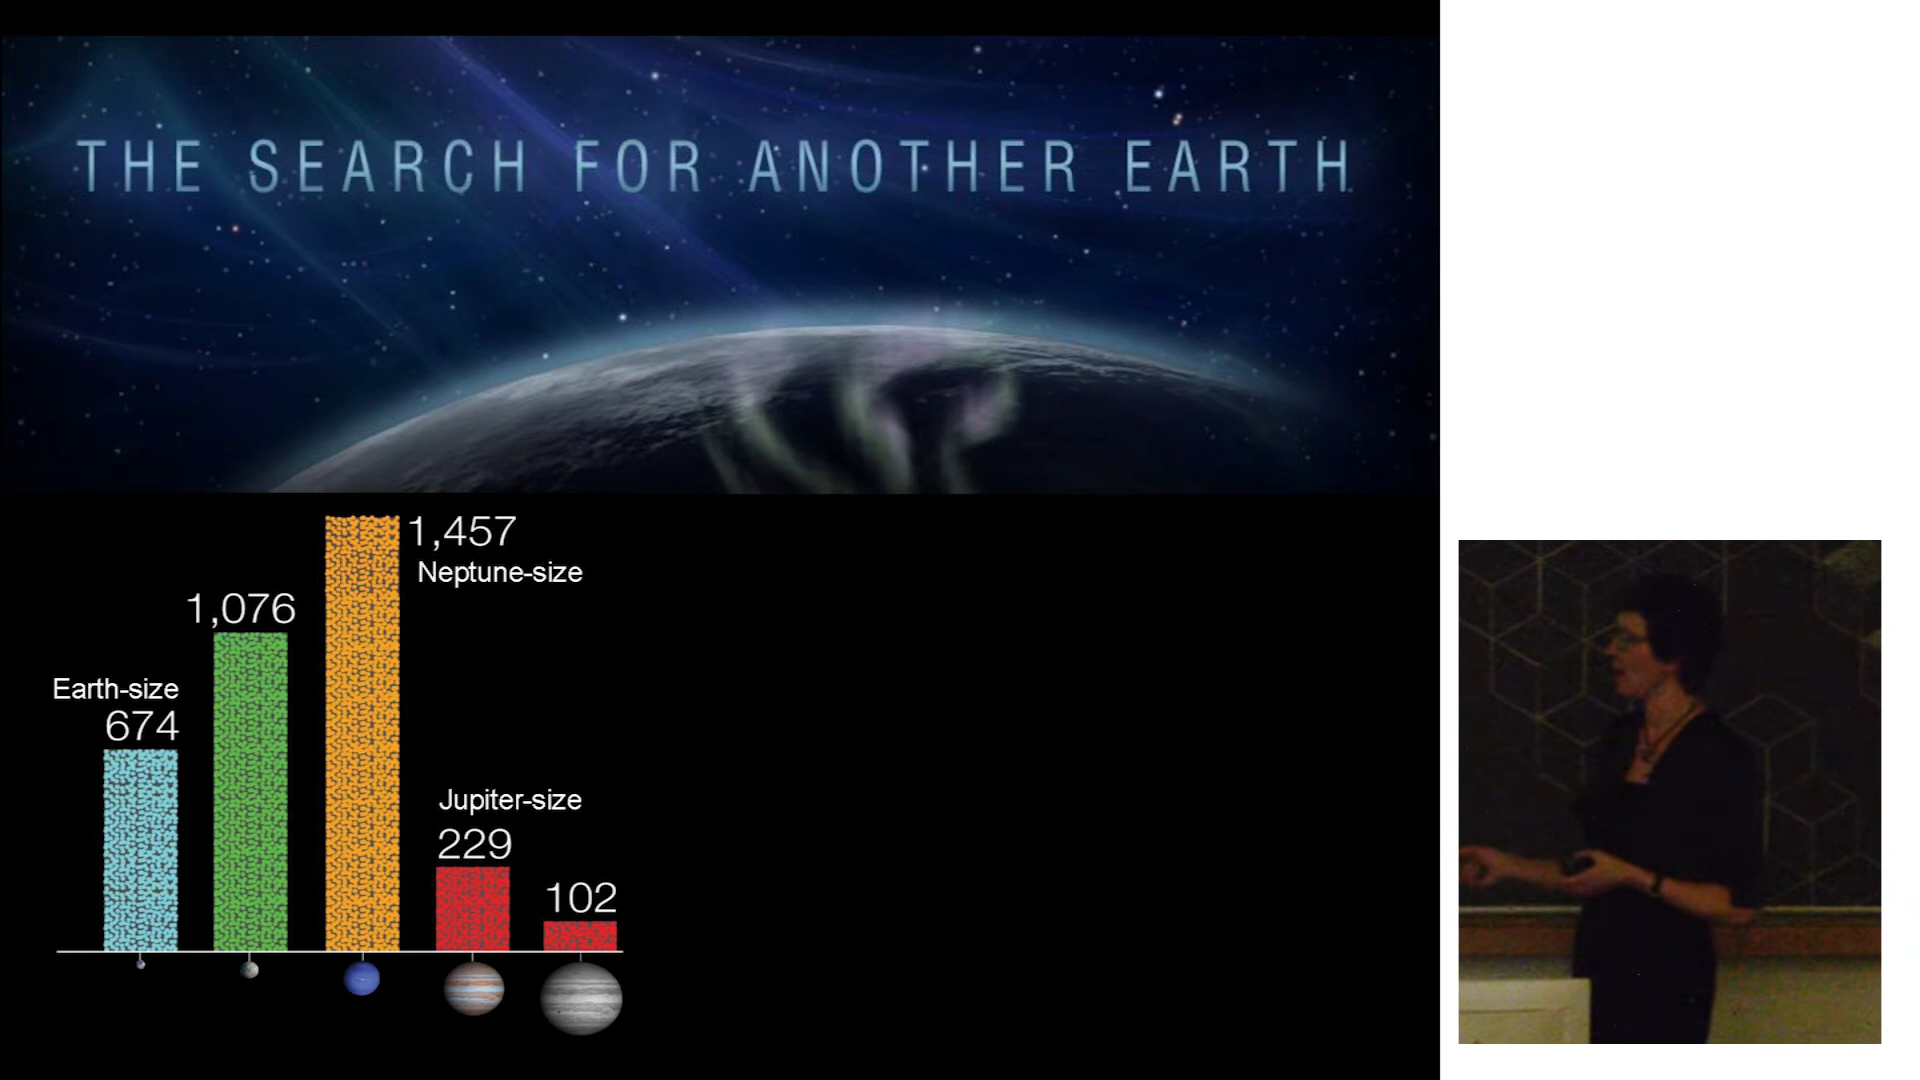 THE SEARCH FOR ANOTHER EARTH
1,457
Neptune-size
1,076
Earth-size
674
Jupiter-size
229
102